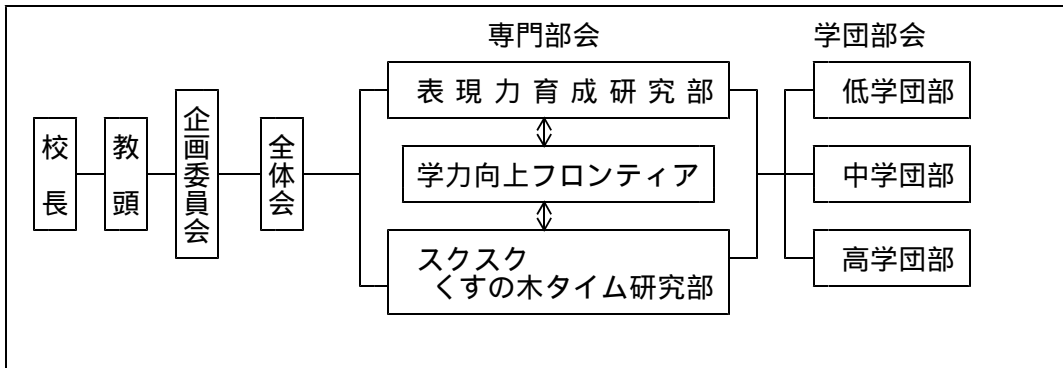 専門部会
学団部会
校長
教頭
企画委員会
全体会
表現力育成研究部
学力向上フロンティア
スクスク
くすの木タイム研究部
低学団部
中学団部
高学団部